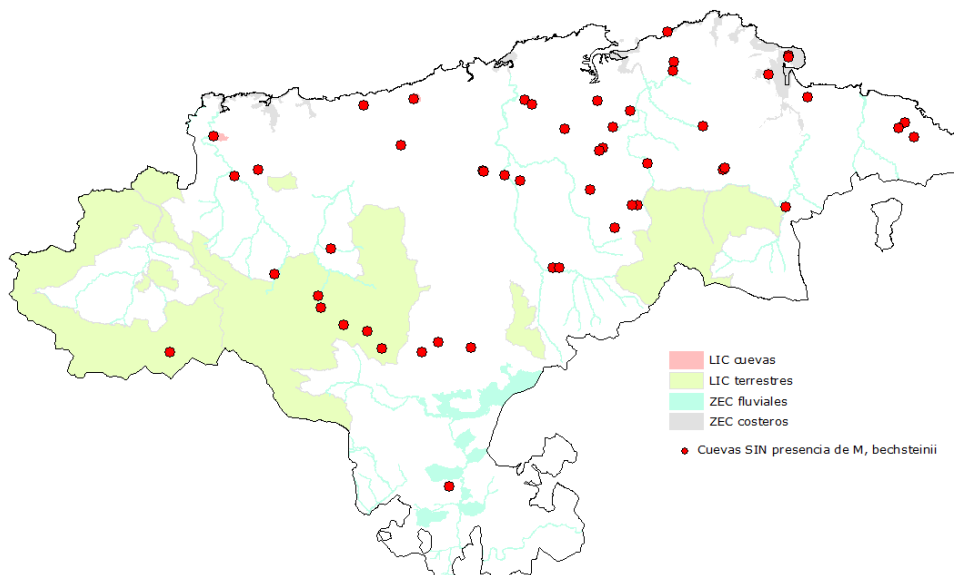 LIC cuevas
LIC terrestres
ZEC fluviales
ZEC costeros
Cuevas SIN presencia de M, bechsteinii